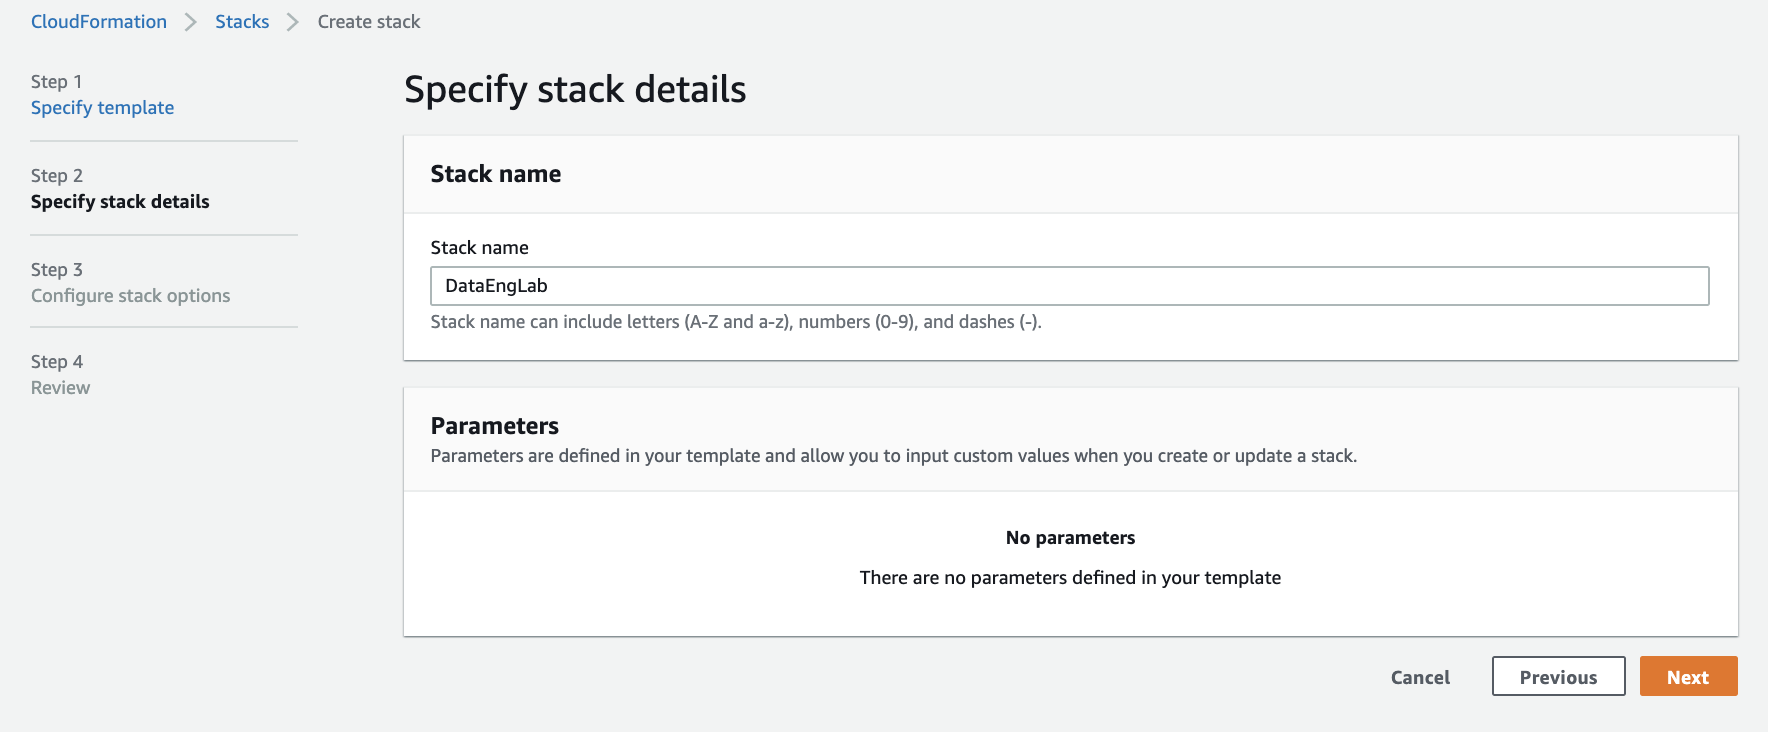 CloudFormation > Stacks > Create stack
Step 1
Specify template
Step 2
Specify stack details
Step 3
Configure stack options
Step 4
Review
Specify stack details
Stack name
Stack name
DataEngLab
Stack name can include letters (A-Z and a-z), numbers (0-9), and dashes (-).
Parameters
Parameters are defined in your template and allow you to input custom values when you create or update a stack.
No parameters
There are no parameters defined in your template
Cancel Previous Next